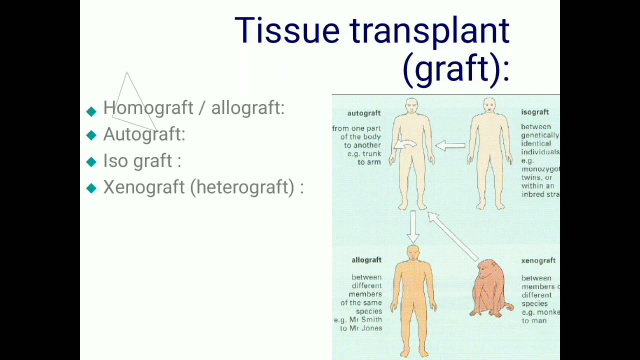 Tissue transplant
(graft):
Homograft / allograft:
Autograft:
Iso graft :
Xenograft (heterograft) :
autograft
from one part
of the body
to another
e.g. trunk
to arm
isograft
between
genetically
identical
individuals
e.g.
monozygot
twins, or
within an
inbred stra
allograft
between
different
members
of the same
species
e.g. Mr Smith
to Mr Jones
xenograft
between
members o
different
species
e.g. monke
to man